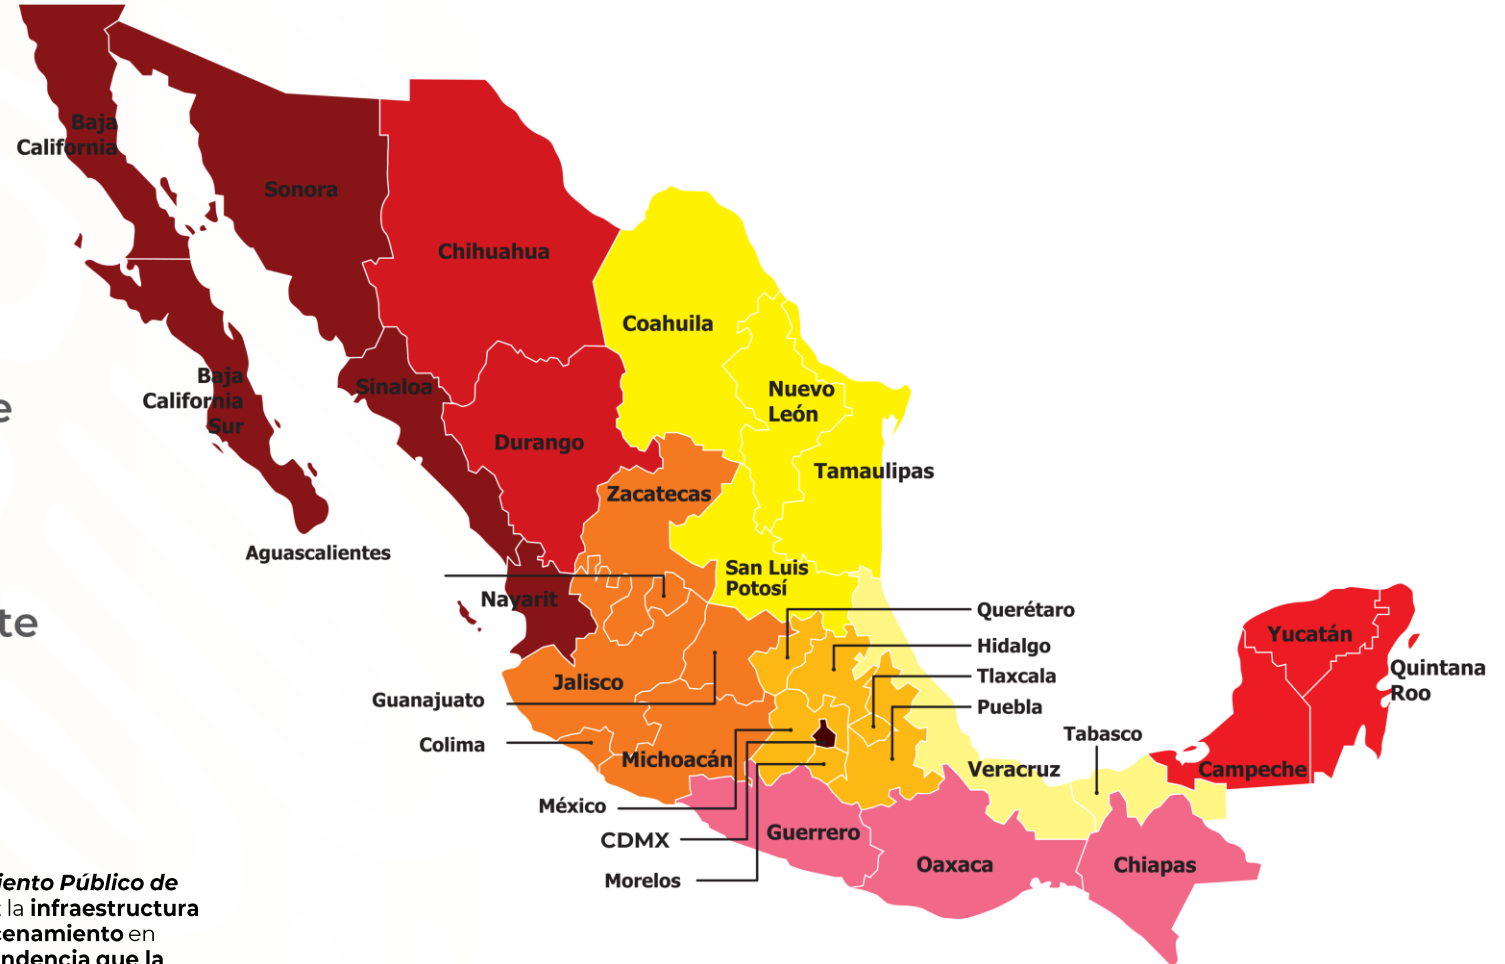 Baja
California
Sonora
Chihuahua
Coahuila
Baja
California
Sur
Sinaloa
Nuevo
León
e
Durango
Tamaulipas
Zacatecas
Aguascalientes
San Luis
Potosí
Nayarit
te
Querétaro
Hidalgo
Yucatán
Tlaxcala
Quintana
Roo
Jalisco
Guanajuato
Puebla
Tabasco
Colima
Michoacán
Veracruz
Campeche
México
CDMX
Guerrero
Oaxaca
Chiapas
Morelos
iento Público de
la infraestructura
enamiento en
ndencia que la